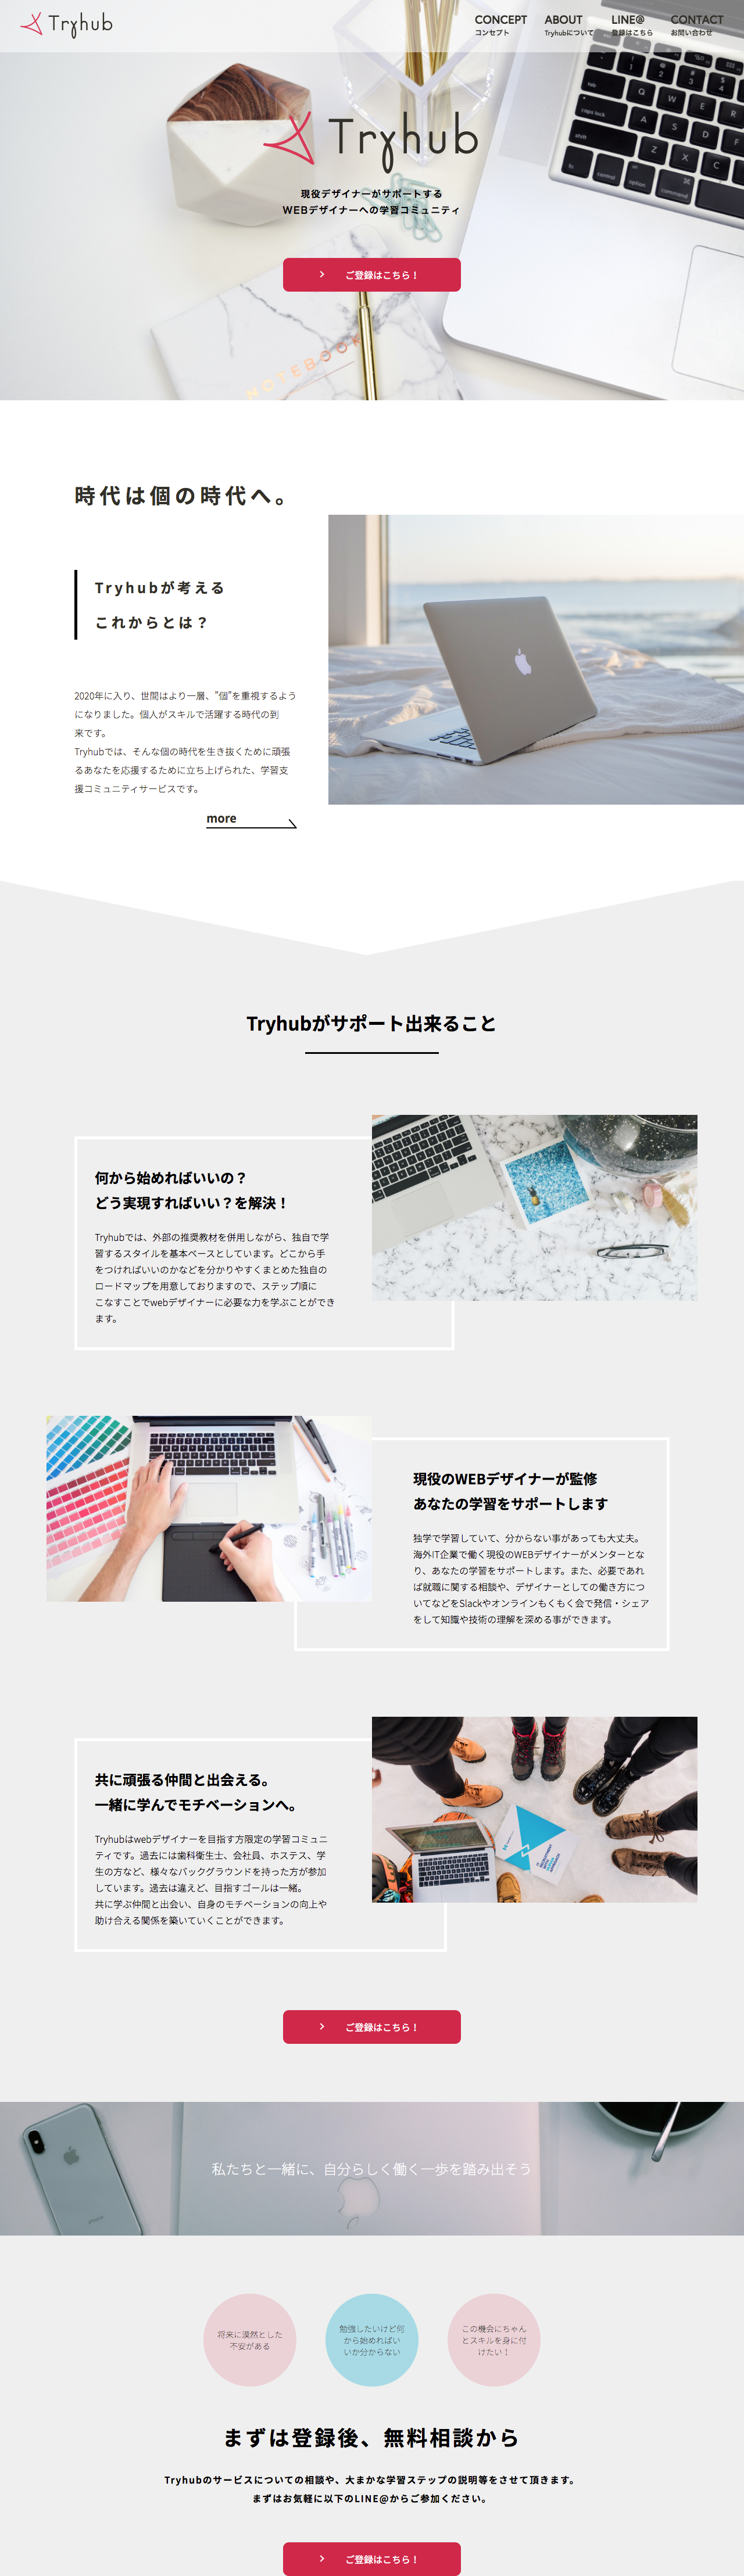 Tryhub
CONCEPT
コンセプト
ABOUT
Tryhubについて
LINE@
登録はこちら
CONTACT
お問い合わせ
Tryhub
現役デザイナーがサポートする
WEBデザイナーへの学習コミュニティ
ご登録はこちら！
NOTEBOOK
時代は個の時代へ。
Tryhubが考える
これからとは？
2020年に入り、世間はより一層、"個"を重視するよう
になりました。個人がスキルで活躍する時代の到
来です。
Tryhubでは、そんな個の時代を生き抜くために頑張
るあなたを応援するために立ち上げられた、学習支
援コミュニティサービスです。
more
Tryhubがサポート出来ること
何から始めればいいの？
どう実現すればいい？を解決！
Tryhubでは、外部の推奨教材を併用しながら、独自で学
習するスタイルを基本ベースとしています。どこから手
をつければいいのかなどを分かりやすくまとめた独自の
ロードマップを用意しておりますので、ステップ順に
こなすことでwebデザイナーに必要な力を学ぶことができ
ます。
現役のWEBデザイナーが監修
あなたの学習をサポートします
独学で学習していて、分からない事があっても大丈夫。
海外IT企業で働く現役のWEBデザイナーがメンターとな
り、あなたの学習をサポートします。また、必要であれ
ば就職に関する相談や、デザイナーとしての働き方につ
いてなどをSlackやオンラインもくもく会で発信・シェア
をして知識や技術の理解を深める事ができます。
共に頑張る仲間と出会える。
一緒に学んでモチベーションへ。
Tryhubはwebデザイナーを目指す方限定の学習コミュニ
ティです。過去には歯科衛生士、会社員、ホステス、学
生の方など、様々なバックグラウンドを持った方が参加
しています。過去は違えど、目指すゴールは一緒。
共に学ぶ仲間と出会い、自身のモチベーションの向上や
助け合える関係を築いていくことができます。
ご登録はこちら！
私たちと一緒に、自分らしく働く一歩を踏み出そう
将来に漠然とした
不安がある
勉強したいけど何
から始めればい
いか分からない
この機会にちゃん
とスキルを身に付
けたい！
まずは登録後、無料相談から
Tryhubのサービスについての相談や、大まかな学習ステップの説明等をさせて頂きます。
まずはお気軽に以下のLINE@からご参加ください。
ご登録はこちら！